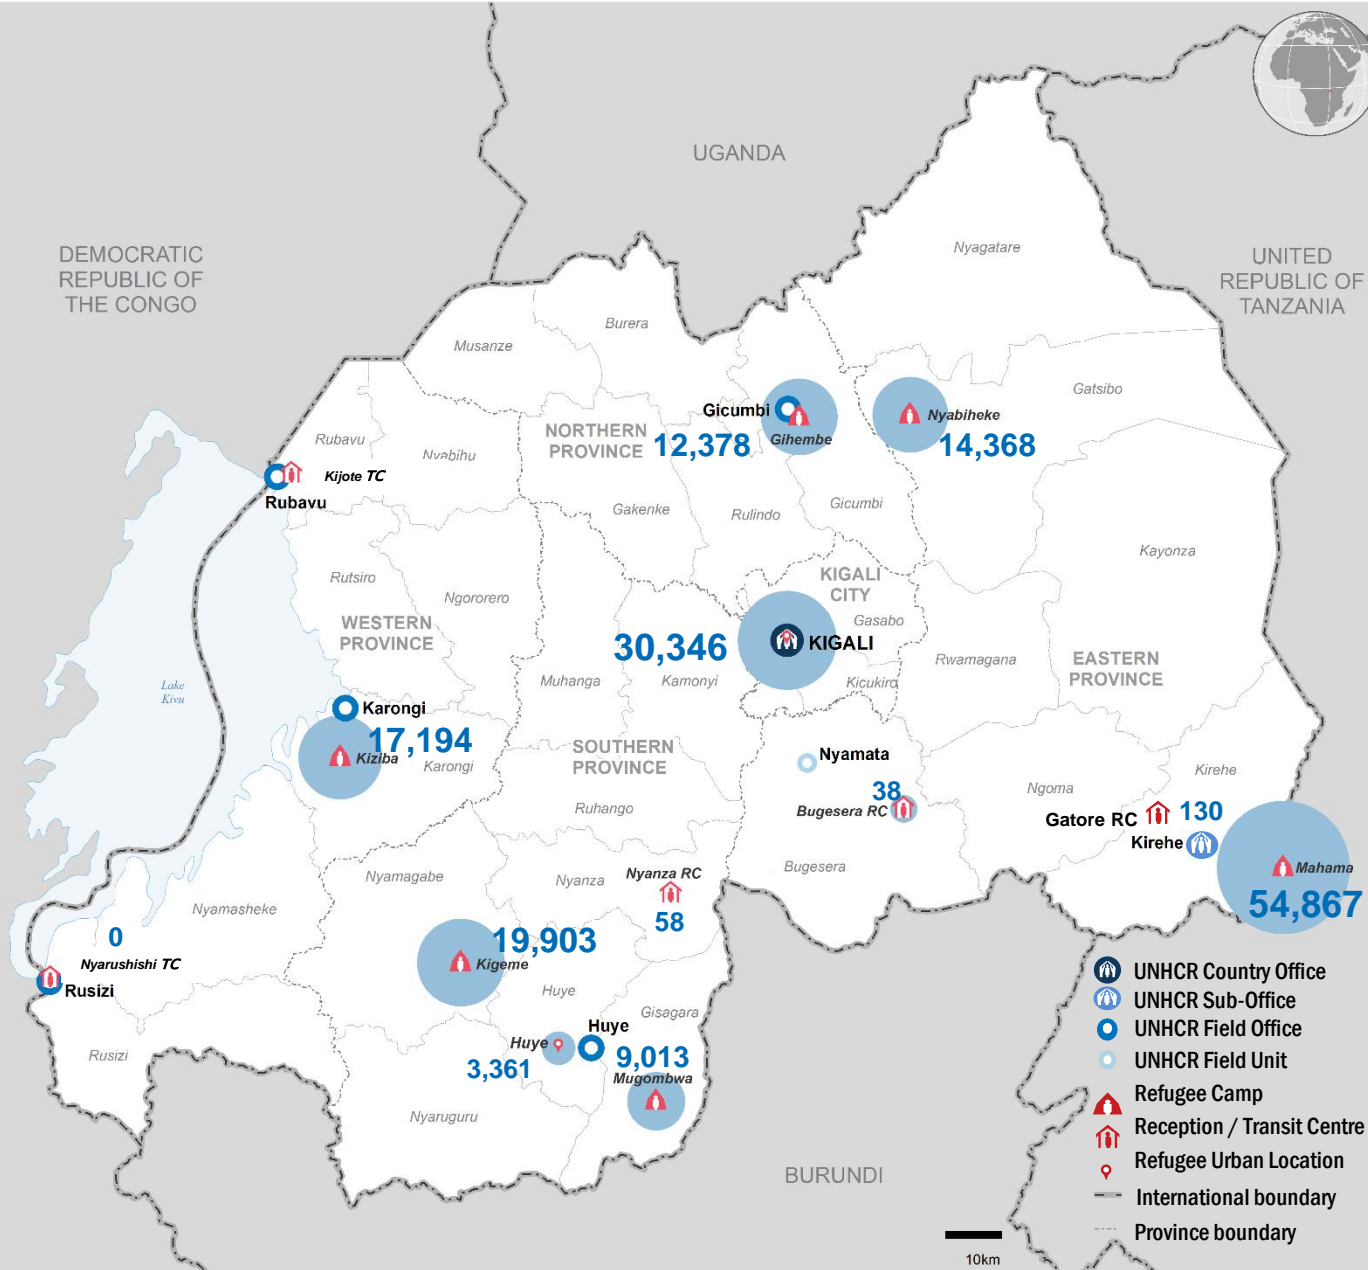 UGANDA
DEMOCRATIC
REPUBLIC OF
THE CONGO
UNITED
REPUBLIC OF
TANZANIA
Nyagatare
Burera
Musanze
Gatsibo
Gicumbi
Nyabiheke
Gihembe
12,378
14,368
NORTHERN
PROVINCE
Rubavu
Nyabihu
Kijote TC
Rubavu
Gakenke
Rulindo
Gicumbi
Kayonza
Rutsiro
Ngororero
KIGALI
CITY
Gasabo
WESTERN
PROVINCE
30,346
KIGALI
Rwamagana
EASTERN
PROVINCE
Muhanga
Kamonyi
Kicukiro
Lake
Kivu
Karongi
17,194
Kiziba
Karongi
SOUTHERN
PROVINCE
Nyamata
Kirehe
Ngoma
38
Bugesera RC
Ruhango
Gatore RC
130
Kirehe
Mahama
54,867
Bugesera
Nyamagabe
Nyanza
Nyanza RC
58
Nyamasheke
0
Nyarushishi TC
Rusizi
19,903
Kigeme
Huye
Gisagara
Huye
Huye
3,361
9,013
Mugombwa
Rusizi
Nyaruguru
BURUNDI
UNHCR Country Office
UNHCR Sub-Office
UNHCR Field Office
UNHCR Field Unit
Refugee Camp
Reception / Transit Centre
Refugee Urban Location
International boundary
Province boundary
10km